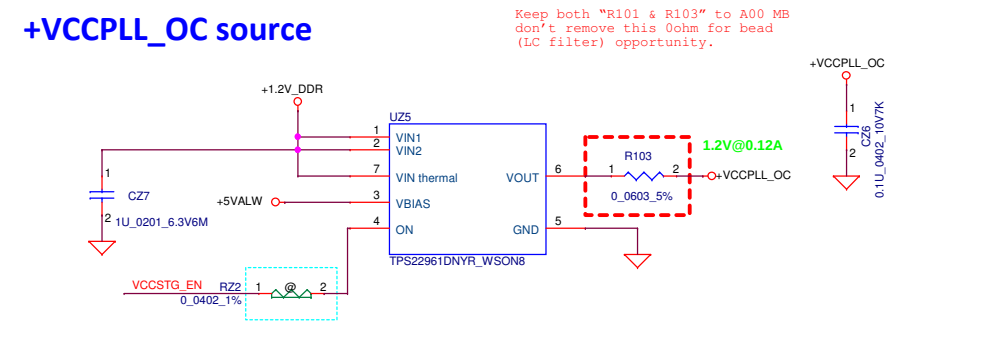 +VCCPLL_OC source
Keep both “R101 & R103” to A00 MB
don’t remove this 0ohm for bead
(LC filter) opportunity.
+VCCPLL_OC
1
CZ6
0.1U_0402_10V7K
2
+1.2V_DDR
UZ5
1
VIN1
2
VIN2
7
VIN thermal
3
VBIAS
4
ON
VOUT
6
GND
5
TPS22961DNYR_WSON8
1
CZ7
2
1U_0201_6.3V6M
+5VALW
R103
1
2
0_0603_5%
1.2V@0.12A
+VCCPLL_OC
VCCSTG_EN
RZ2
1
@
2
0_0402_1%